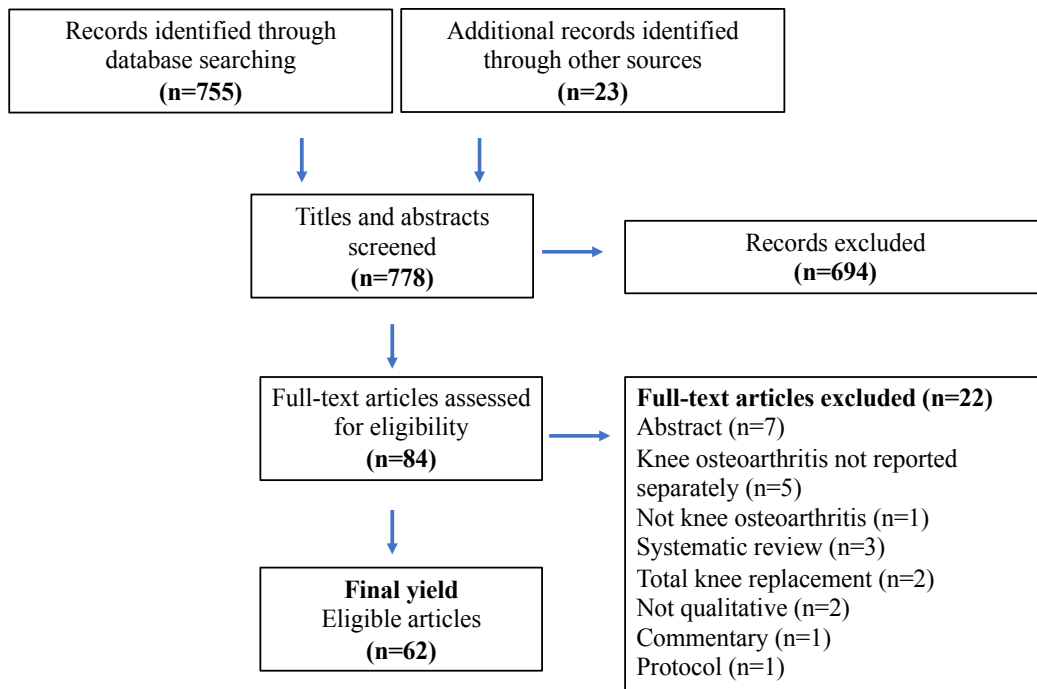 Records identified through
database searching
(n=755)
Additional records identified
through other sources
(n=23)
Titles and abstracts
screened
(n=778)
Records excluded
(n=694)
Full-text articles assessed
for eligibility
(n=84)
Full-text articles excluded (n=22)
Abstract (n=7)
Knee osteoarthritis not reported
separately (n=5)
Not knee osteoarthritis (n=1)
Systematic review (n=3)
Total knee replacement (n=2)
Not qualitative (n=2)
Commentary (n=1)
Protocol (n=1)
Final yield
Eligible articles
(n=62)